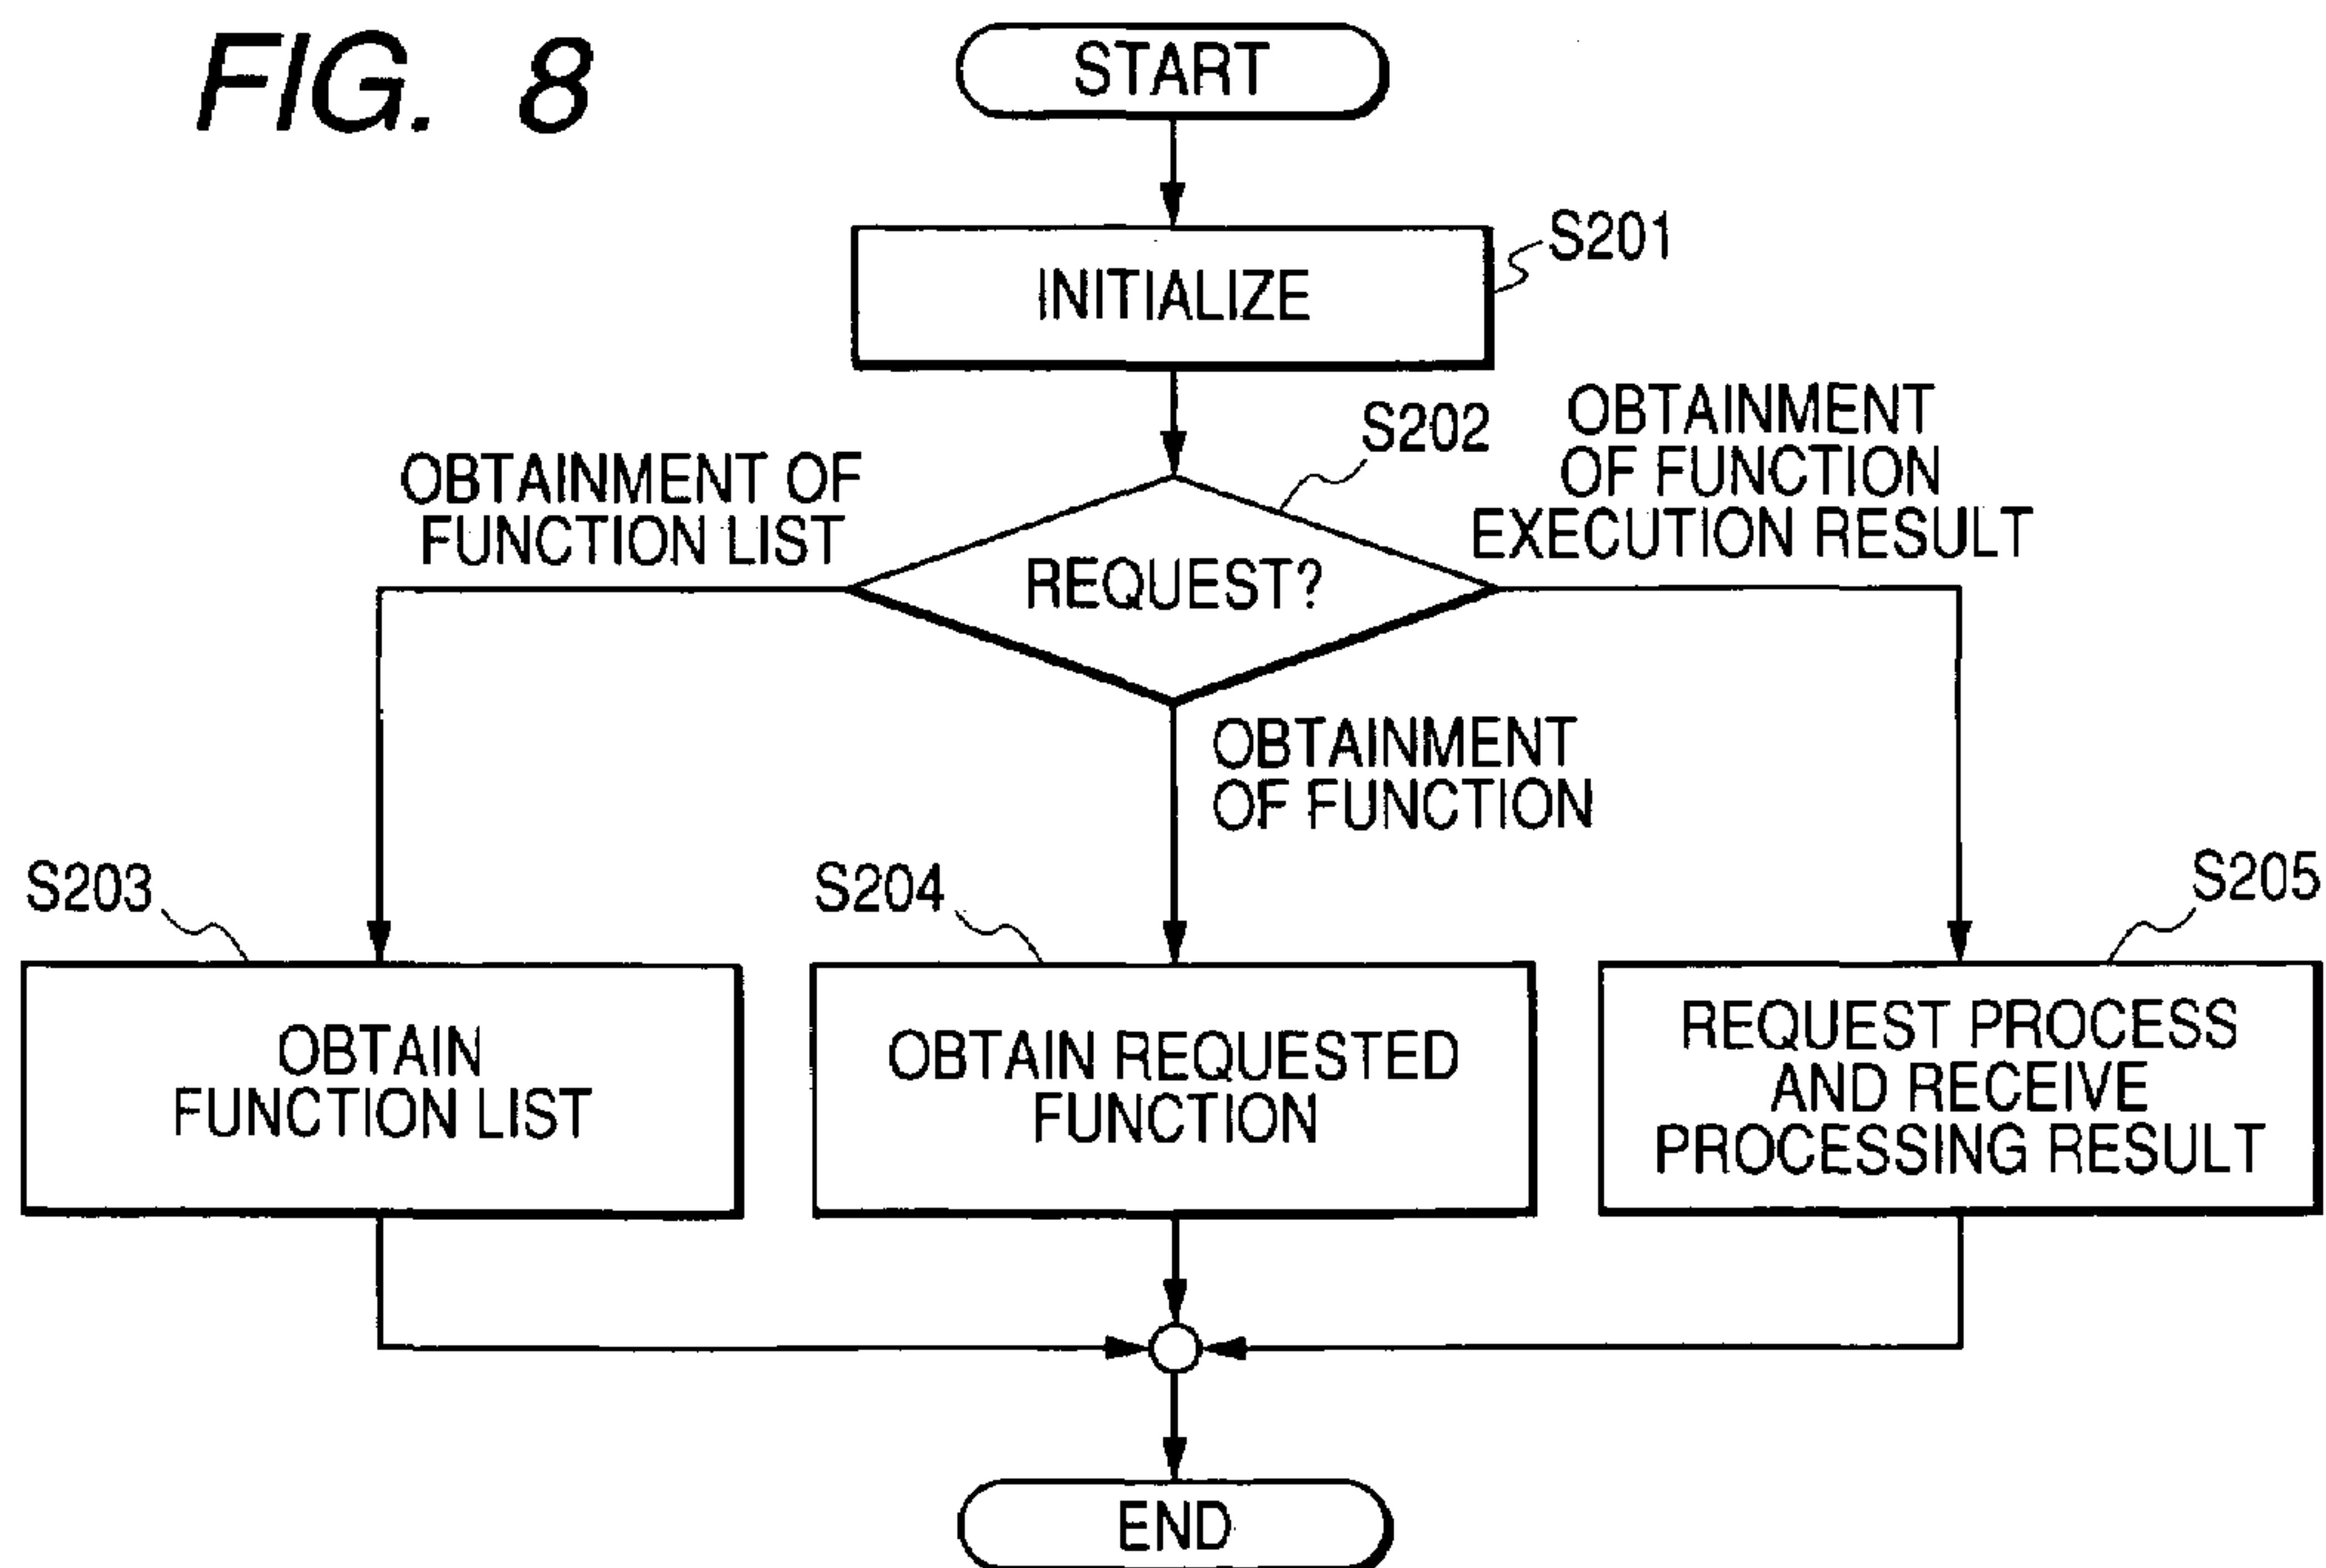 FIG. 8
START
INITIALIZE
S201
S202
OBTAINMENT OF
FUNCTION LIST
REQUEST?
OBTAINMENT
OF FUNCTION
EXECUTION RESULT
OBTAINMENT
OF FUNCTION
S203
OBTAIN
FUNCTION LIST
S204
OBTAIN REQUESTED
FUNCTION
S205
REQUEST PROCESS
AND RECEIVE
PROCESSING RESULT
END